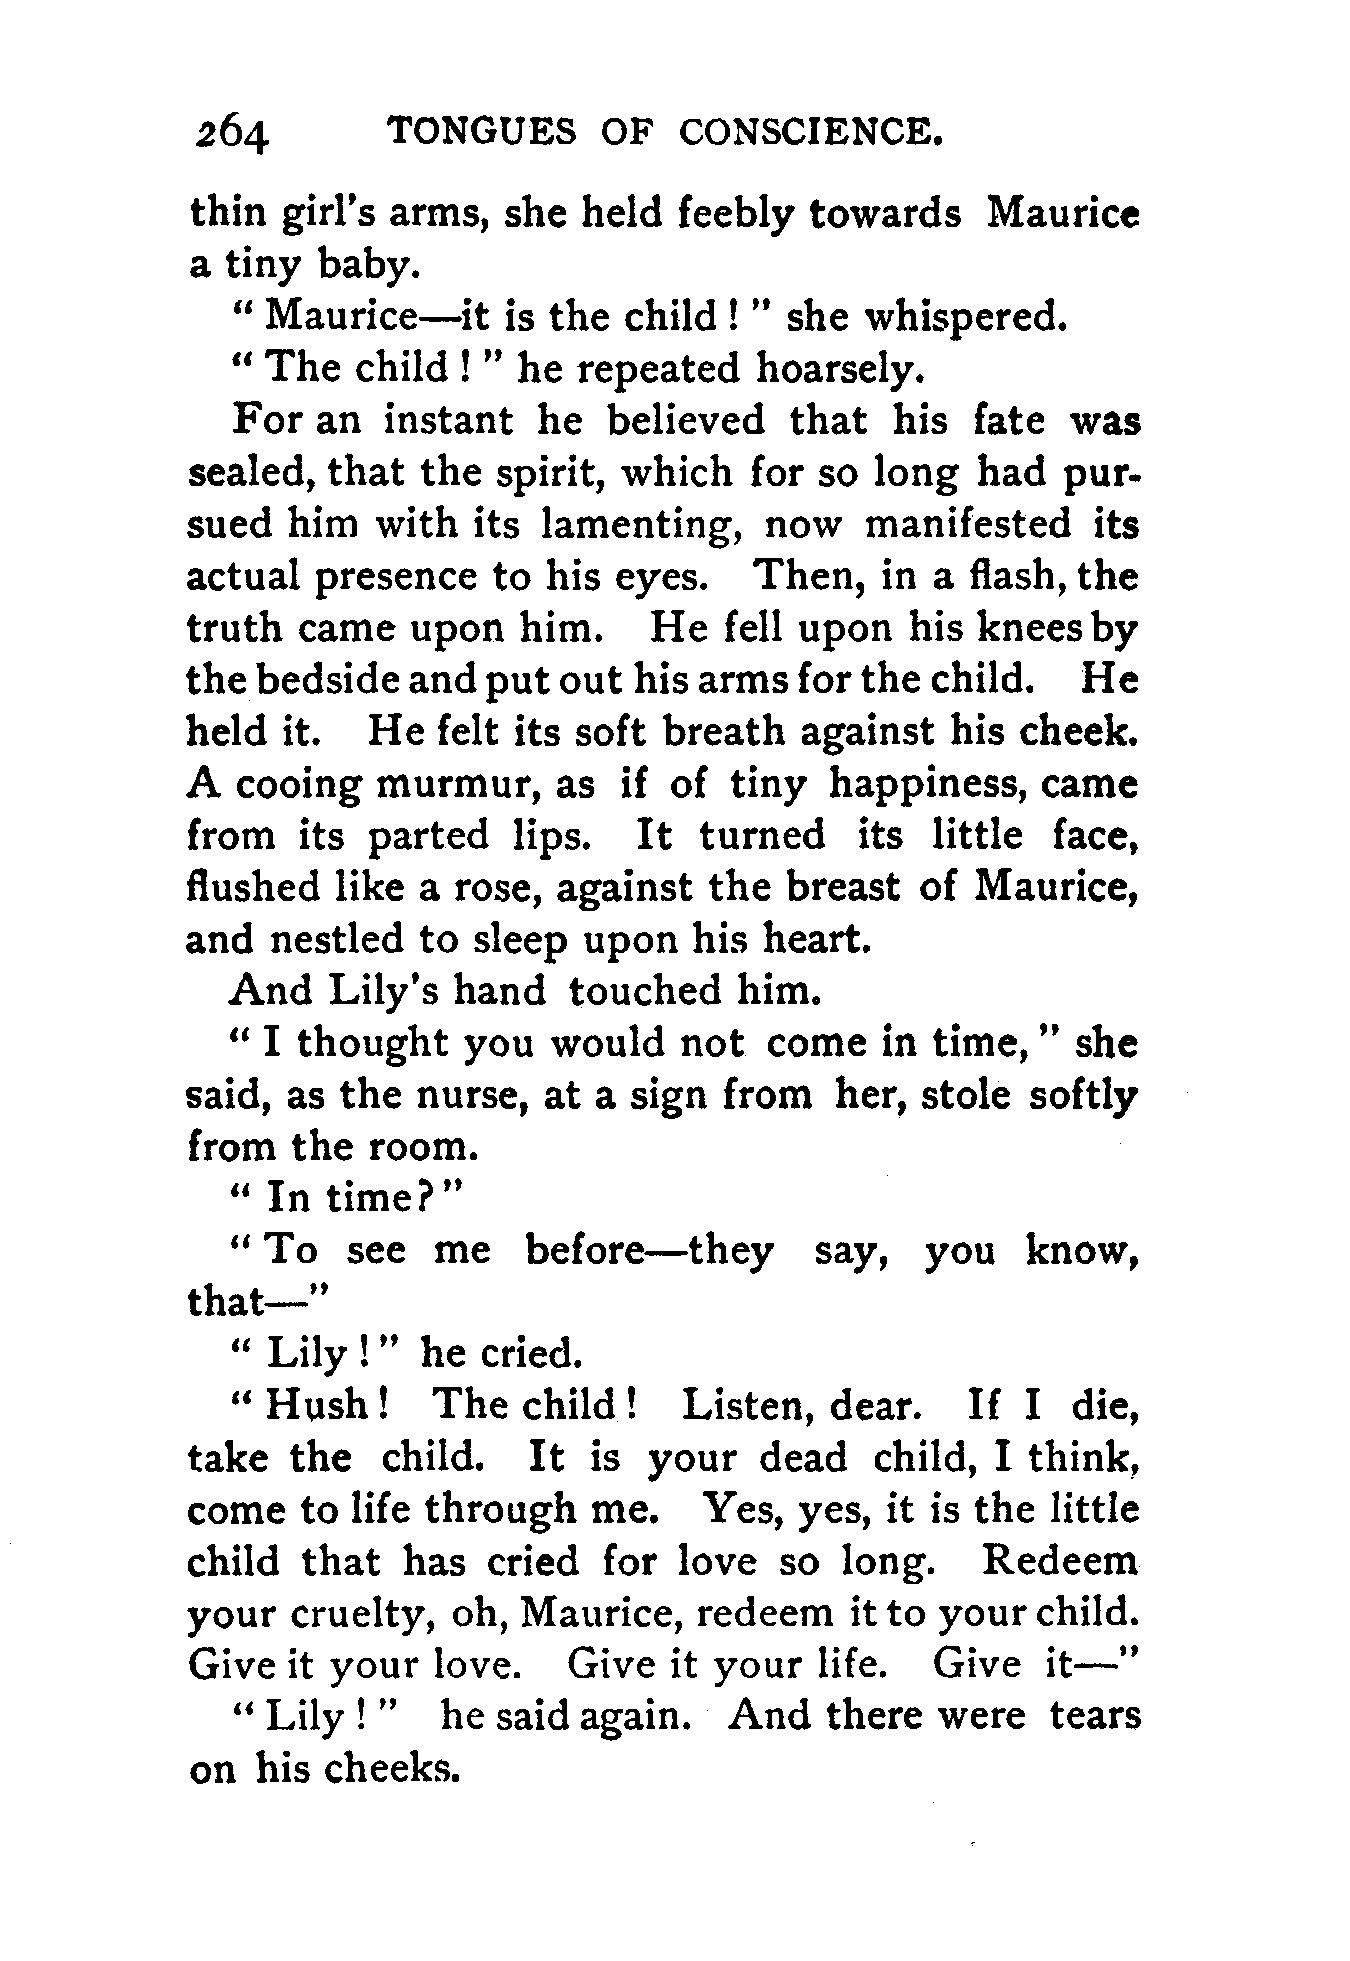 264 TONGUES OF CONSCIENCE.
thin girl's arms, she held feebly towards Maurice
a tiny baby.
" Maurice—it is the child ! " she whispered.
" The child ! " he repeated hoarsely.
For an instant he believed that his fate was
sealed, that the spirit, which for so long had pur-
sued him with its lamenting, now manifested its
actual presence to his eyes. Then, in a flash, the
truth came upon him. He fell upon his knees by
the bedside and put out his arms for the child. He
held it. He felt its soft breath against his cheek.
A cooing murmur, as if of tiny happiness, came
from its parted lips. It turned its little face,
flushed like a rose, against the breast of Maurice,
and nestled to sleep upon his heart.
And Lily's hand touched him.
" I thought you would not come in time, " she
said, as the nurse, at a sign from her, stole softly
from the room.
" In time? "
" To see me before—they say, you know,
that—"
" Lily ! " he cried.
" Hush ! The child ! Listen, dear. If I die,
take the child. It is your dead child, I think,
come to life through me. Yes, yes, it is the little
child that has cried for love so long. Redeem
your cruelty, oh, Maurice, redeem it to your child.
Give it your love. Give it your life. Give it—"
" Lily ! " he said again. And there were tears
on his cheeks.